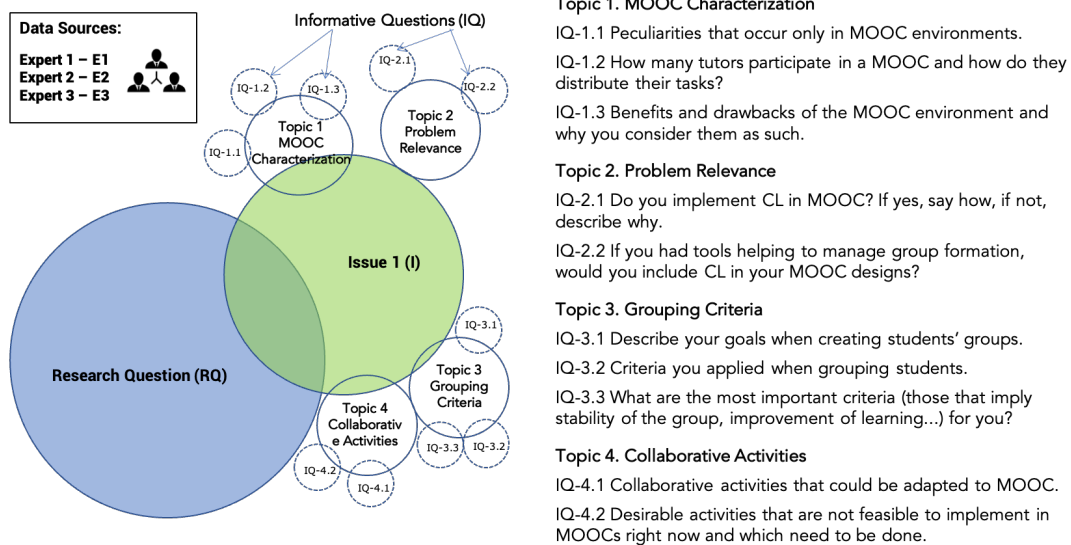 Data Sources:
Expert 1 – E1
Expert 2 – E2
Expert 3 – E3
Informative Questions (IQ)
IQ-1.1
IQ-1.2
IQ-1.3
Topic 1
MOOC
Characterization
IQ-2.1
IQ-2.2
Topic 2
Problem
Relevance
Issue 1 (I)
Research Question (RQ)
IQ-3.1
Topic 3
Grouping
Criteria
IQ-3.3
IQ-3.2
Topic 4
Collaborativ
e Activities
IQ-4.2
IQ-4.1
Topic 1. MOOC Characterization
IQ-1.1 Peculiarities that occur only in MOOC environments.
IQ-1.2 How many tutors participate in a MOOC and how do they
distribute their tasks?
IQ-1.3 Benefits and drawbacks of the MOOC environment and
why you consider them as such.
Topic 2. Problem Relevance
IQ-2.1 Do you implement CL in MOOC? If yes, say how, if not,
describe why.
IQ-2.2 If you had tools helping to manage group formation,
would you include CL in your MOOC designs?
Topic 3. Grouping Criteria
IQ-3.1 Describe your goals when creating students’ groups.
IQ-3.2 Criteria you applied when grouping students.
IQ-3.3 What are the most important criteria (those that imply
stability of the group, improvement of learning...) for you?
Topic 4. Collaborative Activities
IQ-4.1 Collaborative activities that could be adapted to MOOC.
IQ-4.2 Desirable activities that are not feasible to implement in
MOOCs right now and which need to be done.